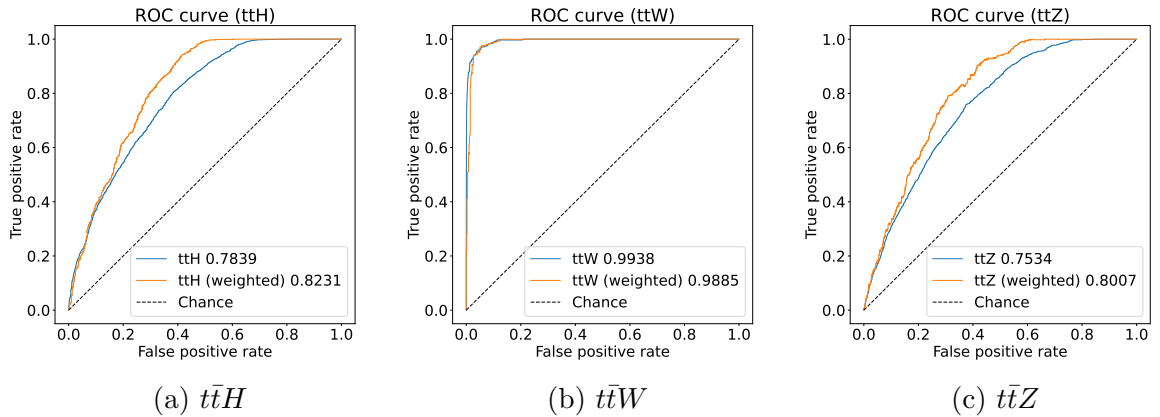 ROC curve (ttH)
1.0
0.8
0.6
0.4
0.2
0.0
True positive rate
ttH 0.7839
ttH (weighted) 0.8231
Chance
0.0 0.2 0.4 0.6 0.8 1.0
False positive rate
(a) tt̄H
ROC curve (ttW)
1.0
0.8
0.6
0.4
0.2
0.0
True positive rate
ttW 0.9938
ttW (weighted) 0.9885
Chance
0.0 0.2 0.4 0.6 0.8 1.0
False positive rate
(b) tt̄W
ROC curve (ttZ)
1.0
0.8
0.6
0.4
0.2
0.0
True positive rate
ttZ 0.7534
ttZ (weighted) 0.8007
Chance
0.0 0.2 0.4 0.6 0.8 1.0
False positive rate
(c) tt̄Z